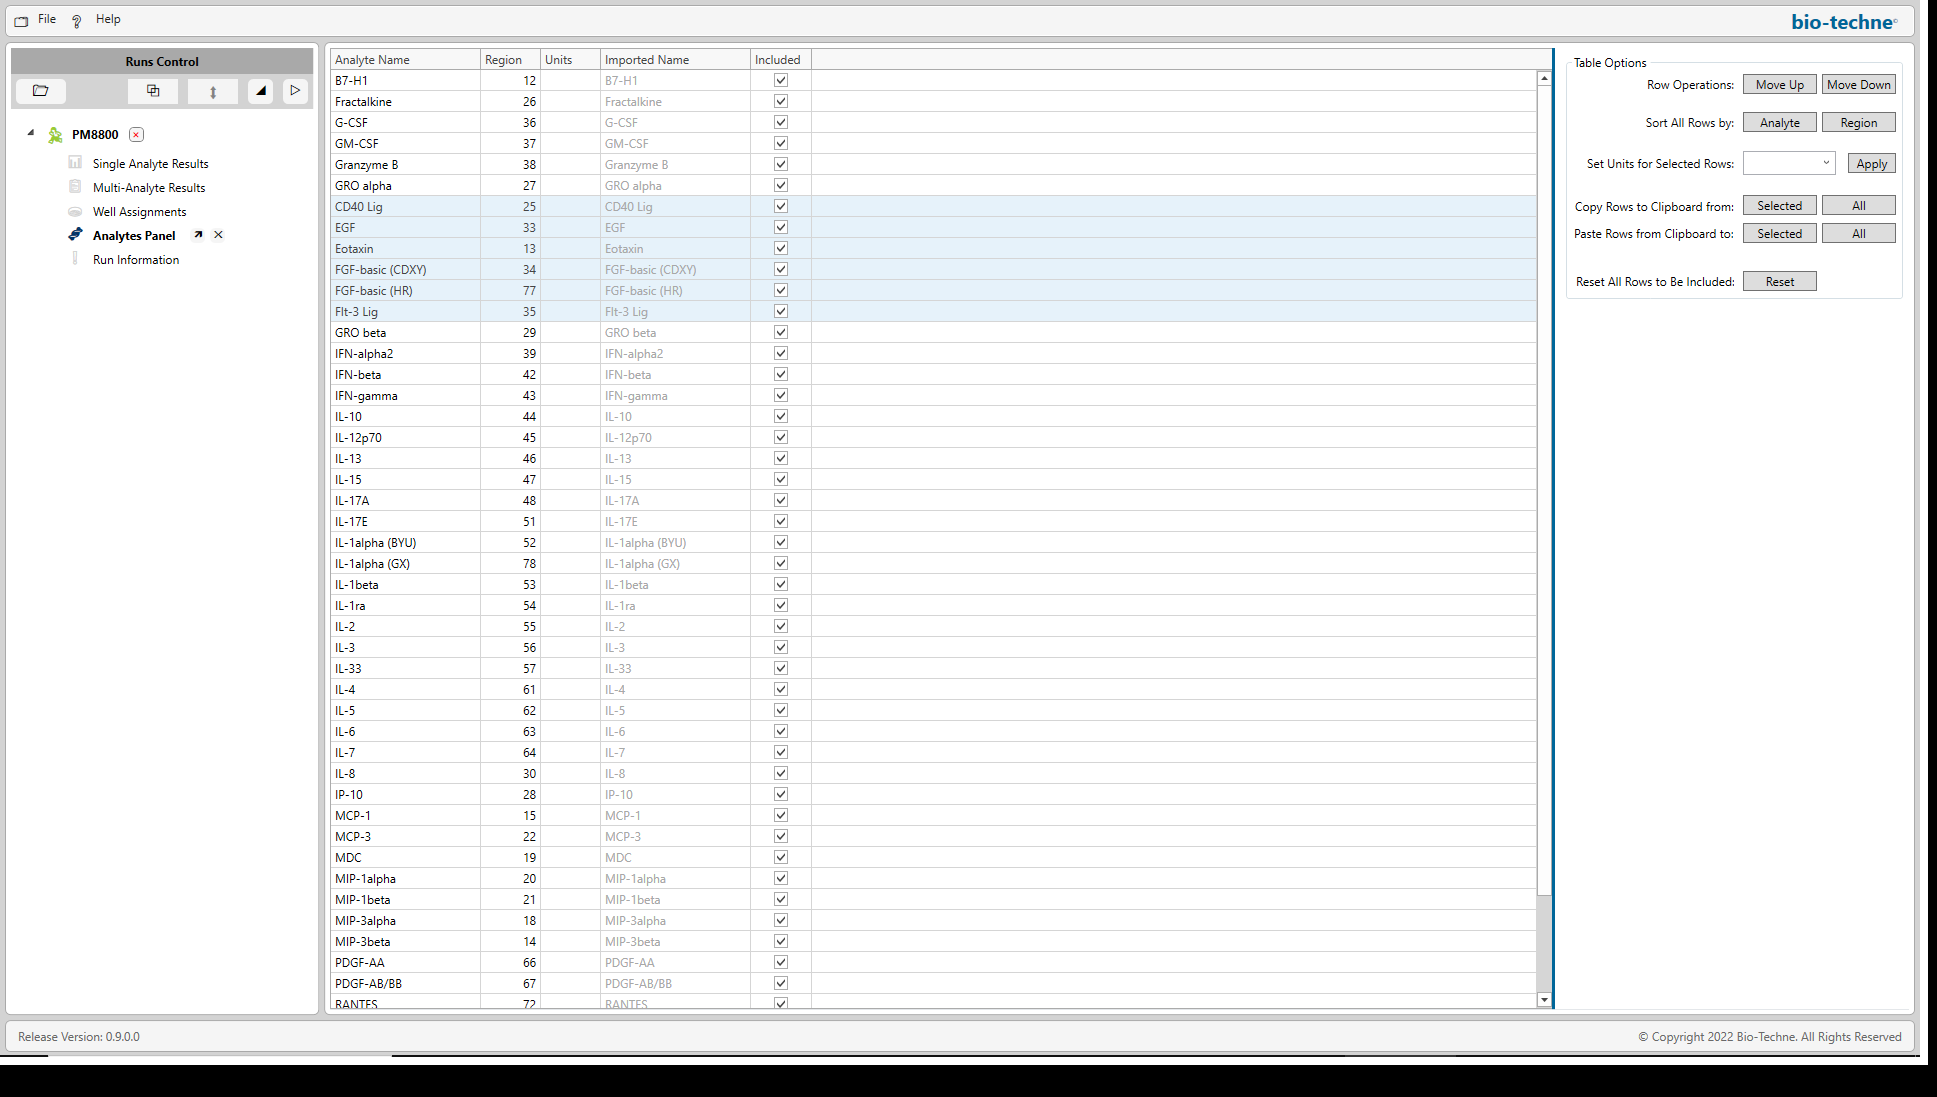 File ? Help
bio-techne©
Runs Control
PM8800
Single Analyte Results
Multi-Analyte Results
Well Assignments
Analytes Panel
Run Information
Analyte Name Region Units Imported Name Included
B7-H1 12 B7-H1
Fractalkine 26 Fractalkine
G-CSF 36 G-CSF
GM-CSF 37 GM-CSF
Granzyme B 38 Granzyme B
GRO alpha 27 GRO alpha
CD40 Lig 25 CD40 Lig
EGF 33 EGF
Eotaxin 13 Eotaxin
FGF-basic (CDXY) 34 FGF-basic (CDXY)
FGF-basic (HR) 77 FGF-basic (HR)
Flt-3 Lig 35 Flt-3 Lig
GRO beta 29 GRO beta
IFN-alpha2 39 IFN-alpha2
IFN-beta 42 IFN-beta
IFN-gamma 43 IFN-gamma
IL-10 44 IL-10
IL-12p70 45 IL-12p70
IL-13 46 IL-13
IL-15 47 IL-15
IL-17A 48 IL-17A
IL-17E 51 IL-17E
IL-1alpha (BYU) 52 IL-1alpha (BYU)
IL-1alpha (GX) 78 IL-1alpha (GX)
IL-1beta 53 IL-1beta
IL-1ra 54 IL-1ra
IL-2 55 IL-2
IL-3 56 IL-3
IL-33 57 IL-33
IL-4 61 IL-4
IL-5 62 IL-5
IL-6 63 IL-6
IL-7 64 IL-7
IL-8 30 IL-8
IP-10 28 IP-10
MCP-1 15 MCP-1
MCP-3 22 MCP-3
MDC 19 MDC
MIP-1alpha 20 MIP-1alpha
MIP-1beta 21 MIP-1beta
MIP-3alpha 18 MIP-3alpha
MIP-3beta 14 MIP-3beta
PDGF-AA 66 PDGF-AA
PDGF-AB/BB 67 PDGF-AB/BB
RANTES 72 RANTES
Table Options
Row Operations: Move Up Move Down
Sort All Rows by: Analyte Region
Set Units for Selected Rows: Apply
Copy Rows to Clipboard from: Selected All
Paste Rows from Clipboard to: Selected All
Reset All Rows to Be Included: Reset
Release Version: 0.9.0.0
© Copyright 2022 Bio-Techne. All Rights Reserved